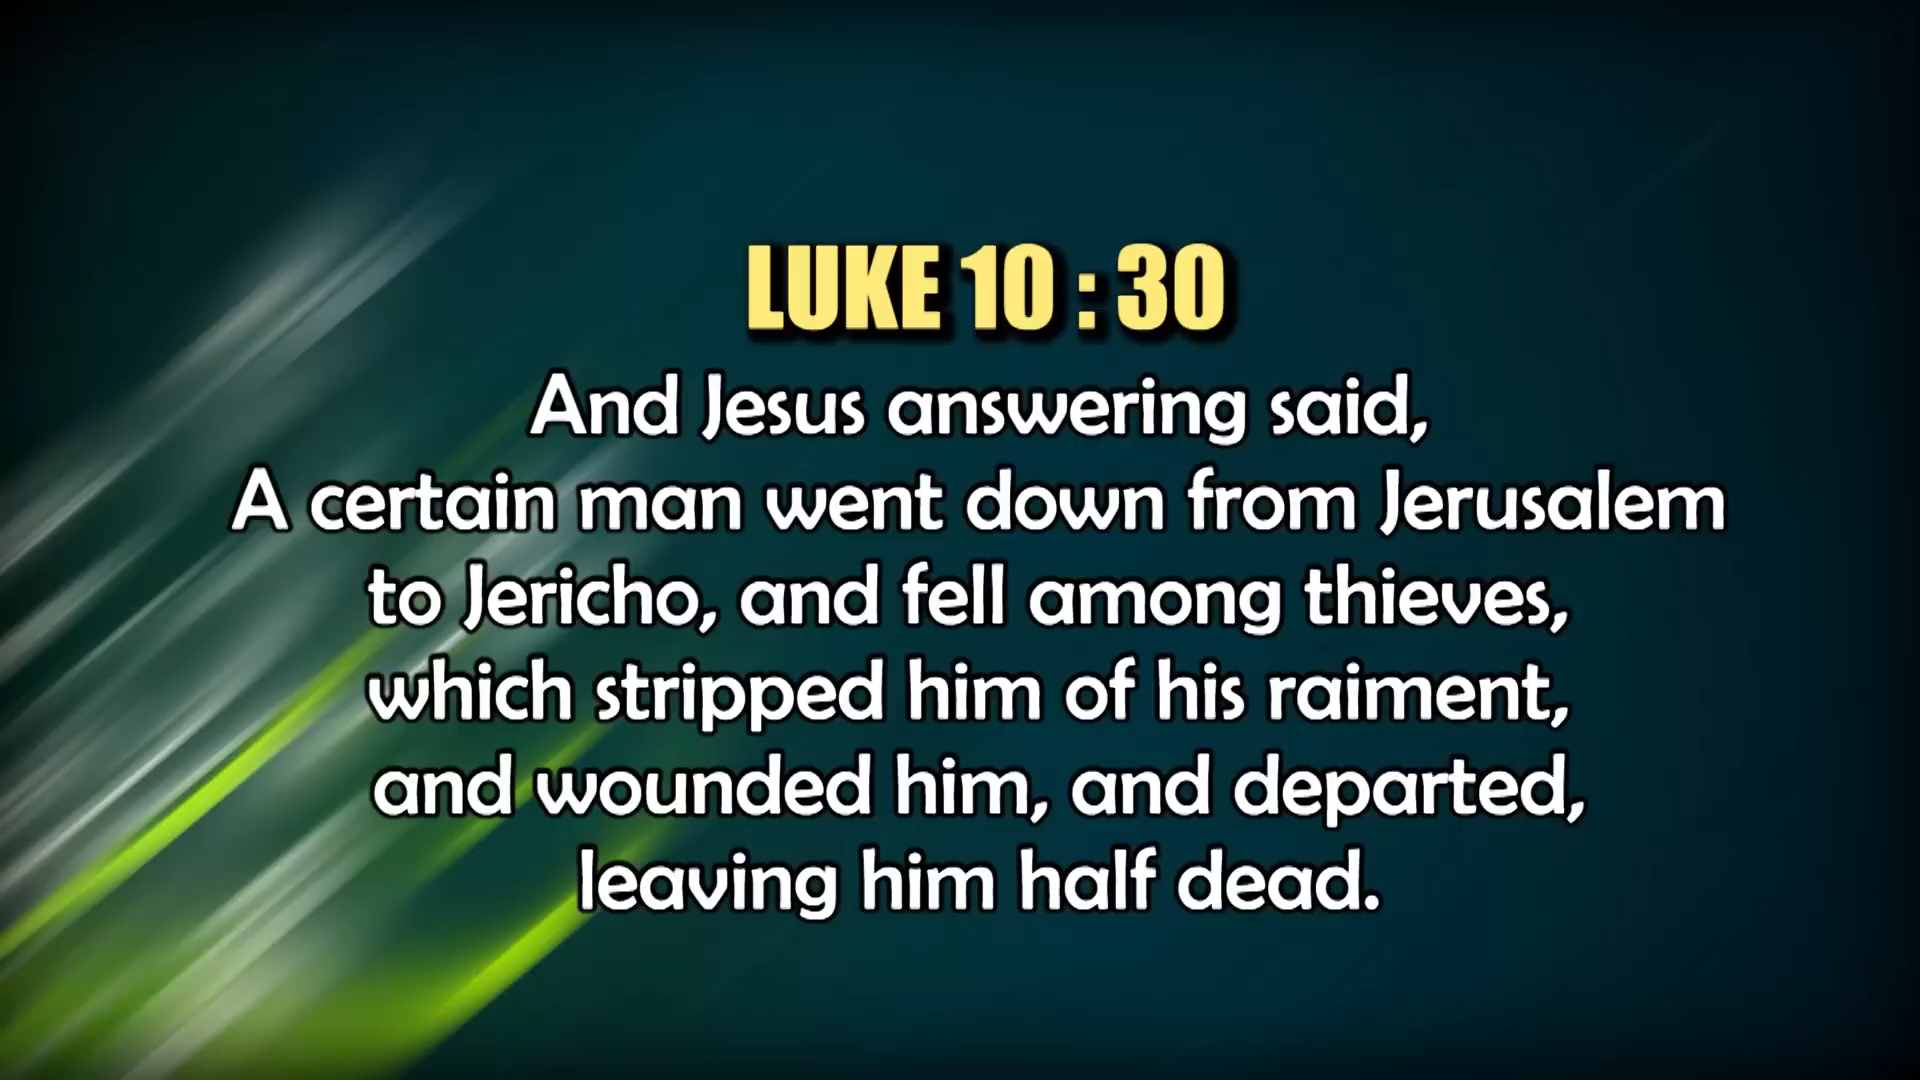 LUKE 10 : 30
And Jesus answering said,
A certain man went down from Jerusalem
to Jericho, and fell among thieves,
which stripped him of his raiment,
and wounded him, and departed,
leaving him half dead.